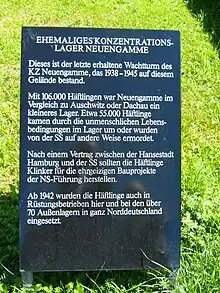 EHEMALIGES KONZENTRATIONS-
LAGER NEUENGAMME
Dieses ist der letzte erhaltene Wachtturm des
KZ Neuengamme, das 1938-1945 auf diesem
Gelände bestand.
Mit 106.000 Häftlingen war Neuengamme im
Vergleich zu Auschwitz oder Dachau ein
kleineres Lager. Etwa 55.000 Häftlinge
kamen durch die unmenschlichen Lebens-
bedingungen im Lager um oder wurden
von der SS auf andere Weise ermordet.
Nach einem Vertrag zwischen der Hansestadt
Hamburg und der SS sollten die Häftlinge
Klinker für die ehrgeizigen Bauprojekte
der NS-Führung herstellen.
Ab 1942 wurden die Häftlinge auch in
Rüstungsbetrieben hier und bei den über
70 Außenlagern in ganz Norddeutschland
eingesetzt.